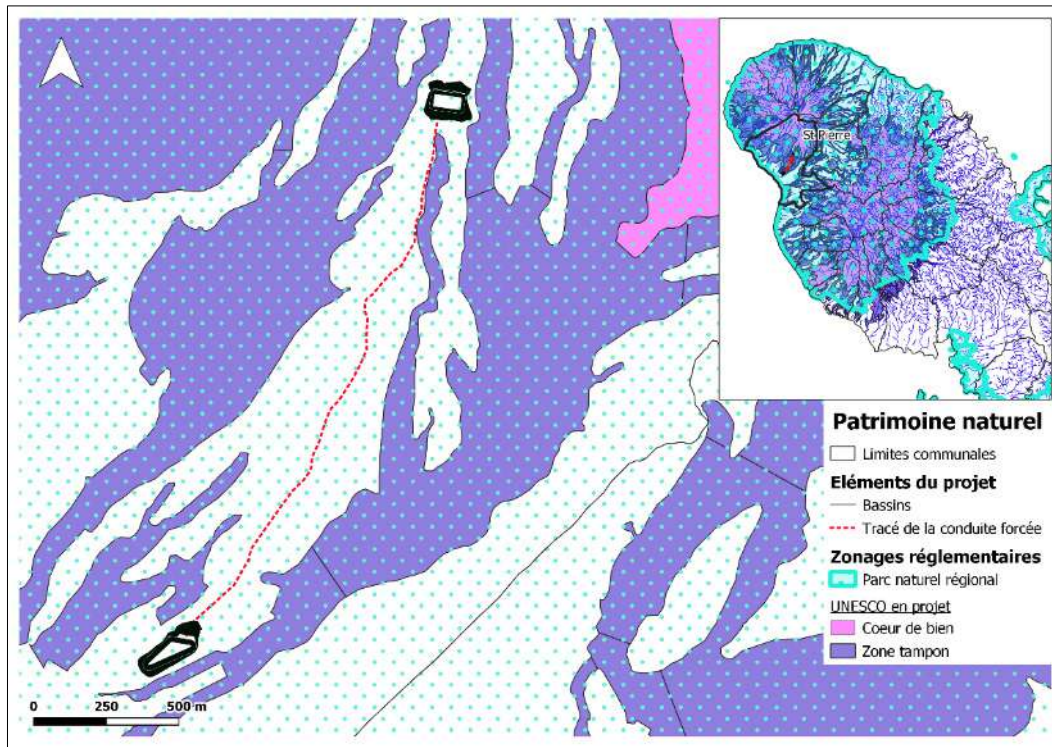 St Pierre
Patrimoine naturel
Limites communales
Eléments du projet
Bassins
Tracé de la conduite forcée
Zonages réglementaires
Parc naturel régional
UNESCO en projet
Coeur de bien
Zone tampon
0 250 500 m